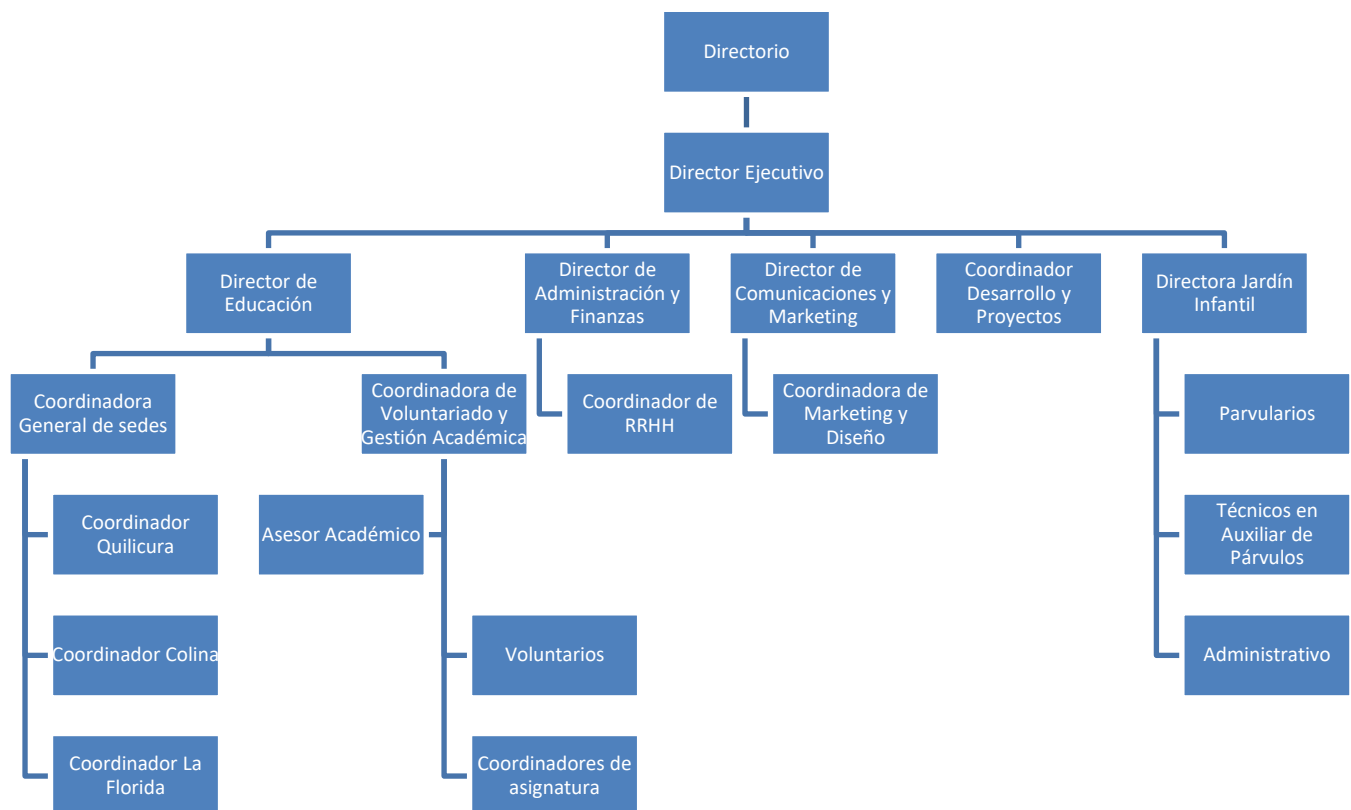 Directorio
Director Ejecutivo
Director de
Educación
Director de
Administración y
Finanzas
Director de
Comunicaciones y
Marketing
Coordinador
Desarrollo y
Proyectos
Directora Jardín
Infantil
Coordinadora
General de sedes
Coordinadora de
Voluntariado y
Gestión Académica
Coordinador de
RRHH
Coordinadora de
Marketing y
Diseño
Parvularios
Coordinador
Quilicura
Asesor Académico
Técnicos en
Auxiliar de
Párvulos
Coordinador Colina
Voluntarios
Administrativo
Coordinador La
Florida
Coordinadores de
asignatura